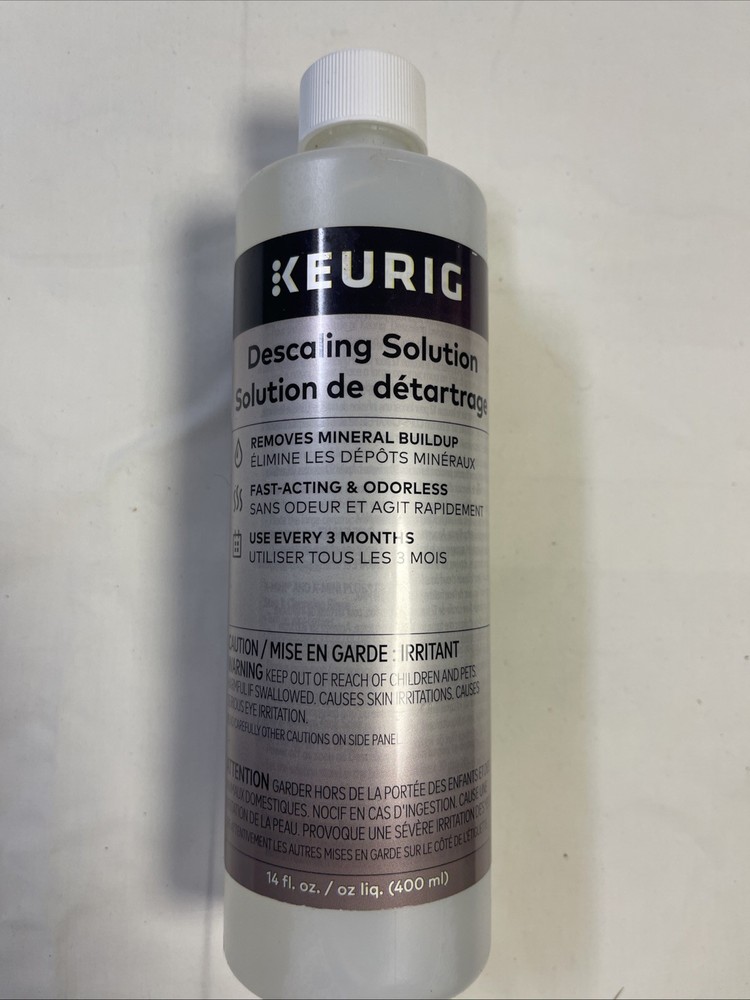 KEURIG
Descaling Solution
Solution de détartrage
REMOVES MINERAL BUILDUP
ÉLIMINE LES DÉPÔTS MINÉRAUX
FAST-ACTING & ODORLESS
SANS ODEUR ET AGIT RAPIDEMENT
USE EVERY 3 MONTHS
UTILISER TOUS LES 3 MOIS
CAUTION / MISE EN GARDE : IRRITANT
WARNING KEEP OUT OF REACH OF CHILDREN AND PETS.
HARMFUL IF SWALLOWED. CAUSES SKIN IRRITATIONS. CAUSES
EYE IRRITATION.
CAREFULLY OTHER CAUTIONS ON SIDE PANEL
ATTENTION GARDER HORS DE LA PORTÉE DES ENFANTS
DOMESTIQUES. NOCIF EN CAS D'INGESTION. CAUSE UNE
DE LA PEAU. PROVOQUE UNE SÉVÈRE IRRITATION DES
LES AUTRES MISES EN GARDE SUR LE CÔTÉ DE
14 fl. oz. / oz liq. (400 ml)